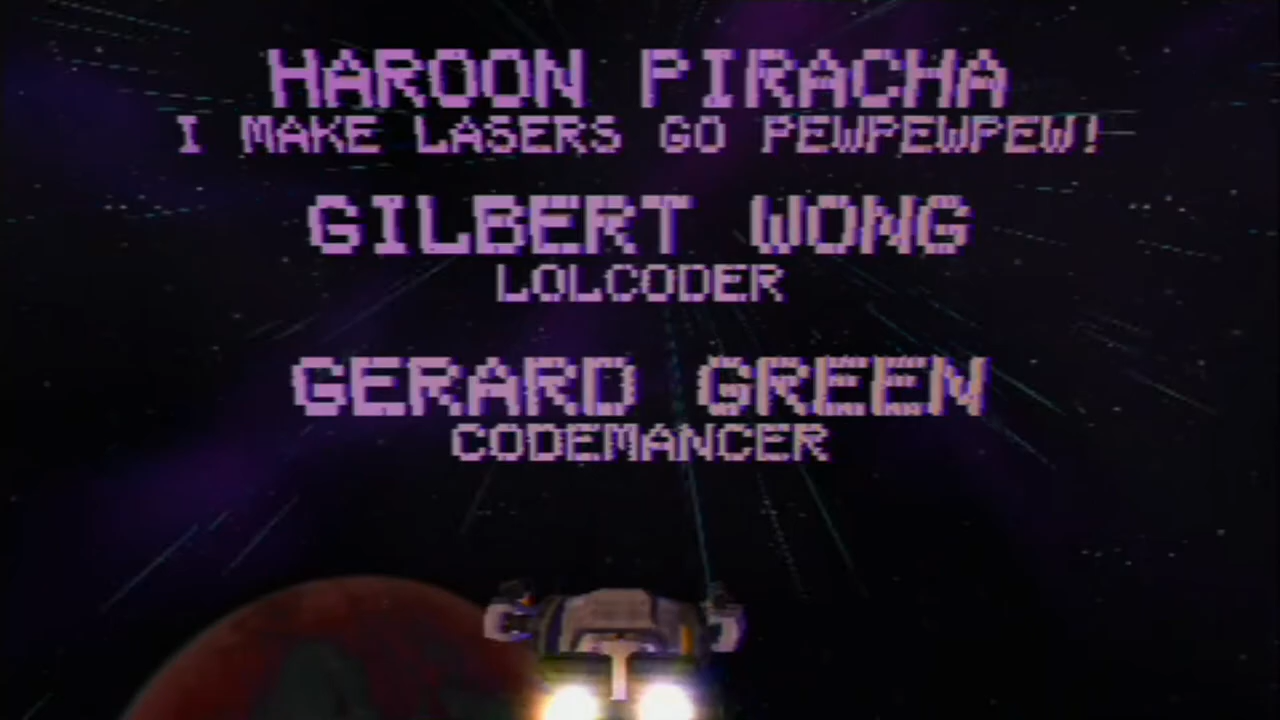 HAROON PIRACHA
I MAKE LASERS GO PEWPEWPEW!
GILBERT WONG
LOLCODER
GERARD GREEN
CODEMANCER